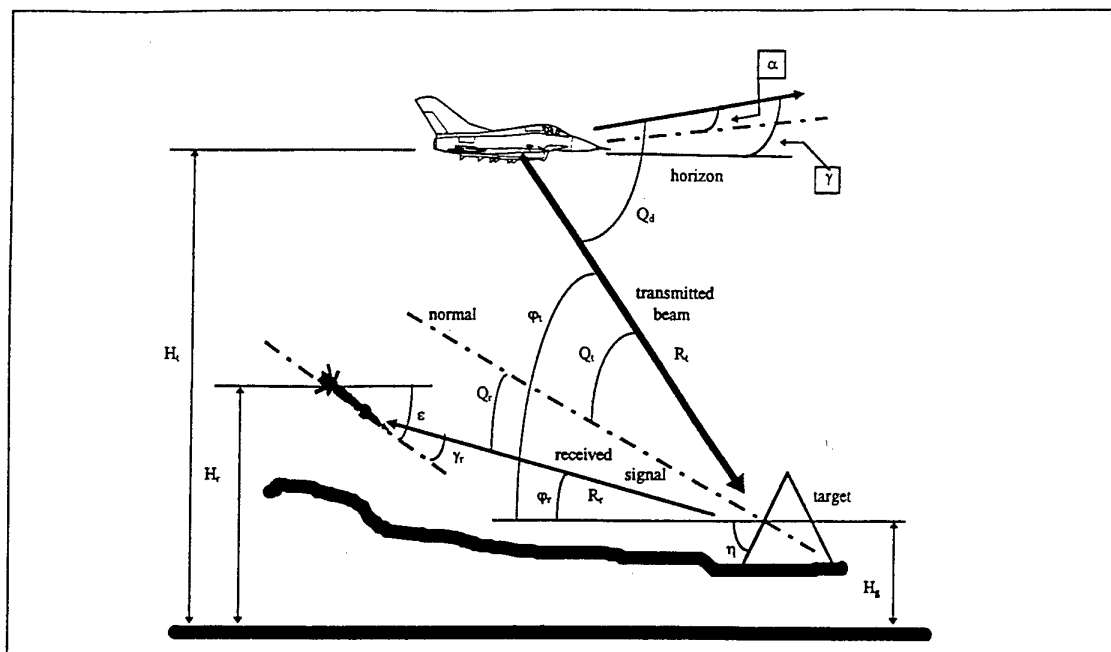 α
γ
horizon
Q_d
transmitted
beam
R_t
normal
φ_t
Q_t
H_t
Q_r
ε
γ_r
received
signal
H_r
φ_r
R_r
target
η
H_g